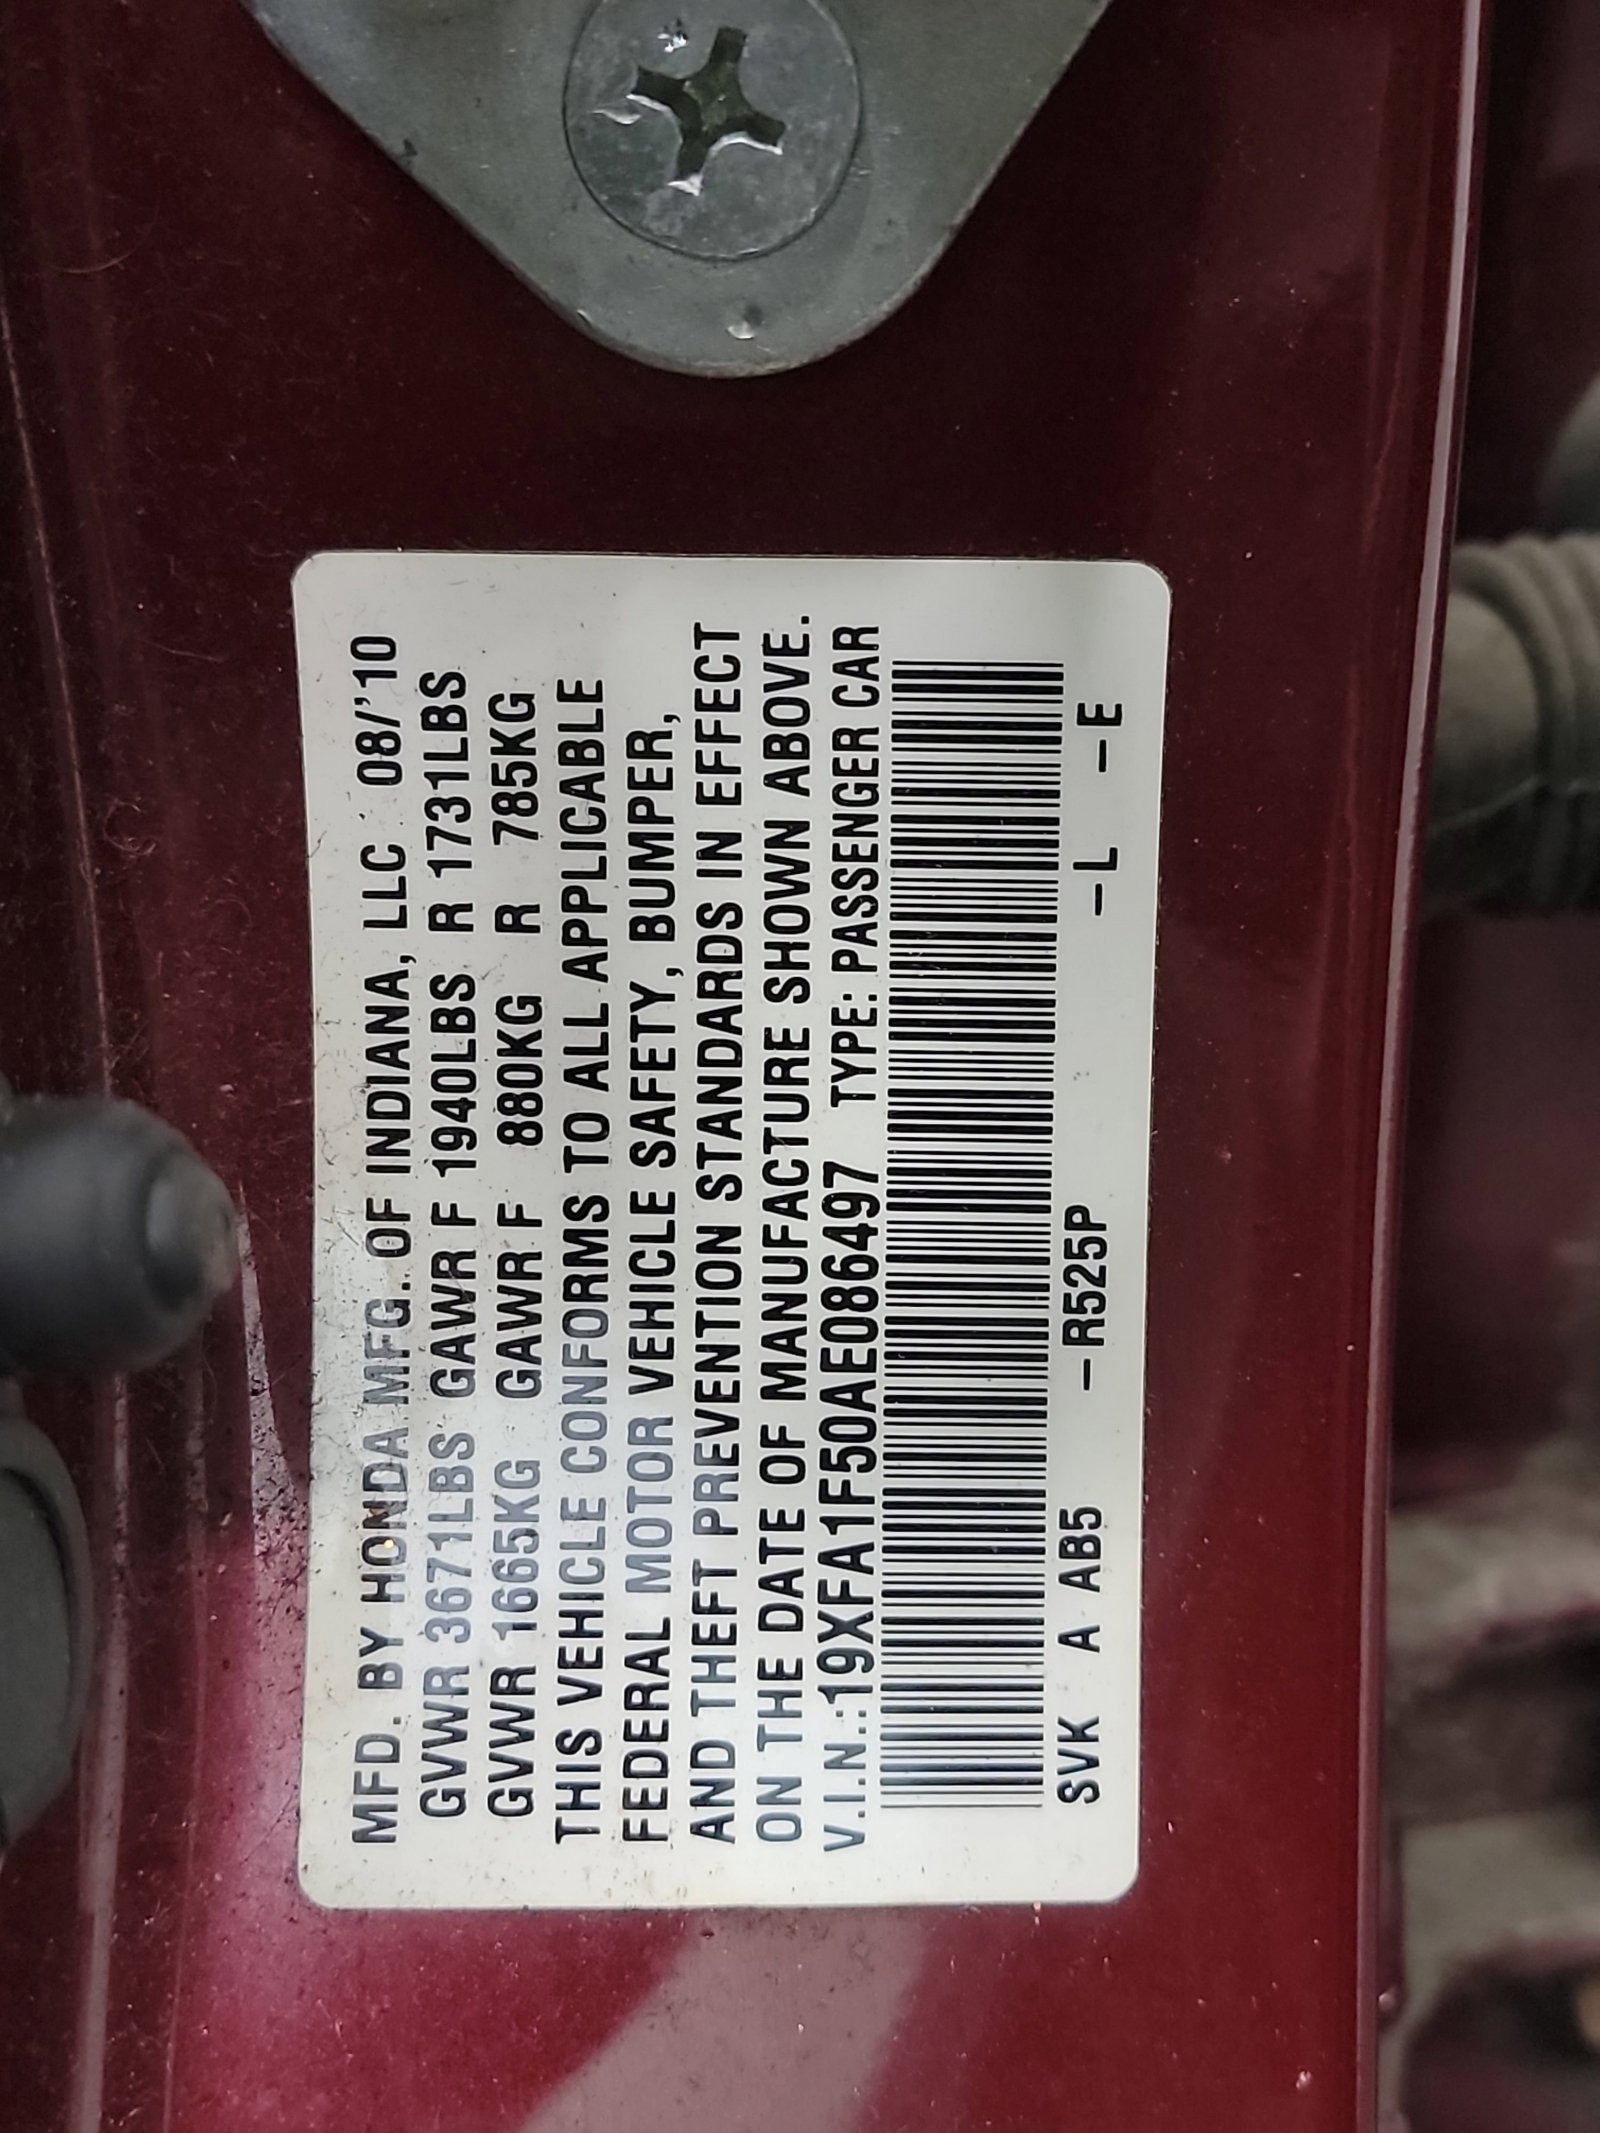 MFD. BY HONDA MFG. OF INDIANA, LLC 08/'10
GVWR 3671LBS GAWR F 1940LBS R 1731LBS
GVWR 1665KG GAWR F 880KG R 785KG
THIS VEHICLE CONFORMS TO ALL APPLICABLE
FEDERAL MOTOR VEHICLE SAFETY, BUMPER,
AND THEFT PREVENTION STANDARDS IN EFFECT
ON THE DATE OF MANUFACTURE SHOWN ABOVE.
V.I.N.:19XFA1F50AE086497 TYPE: PASSENGER CAR
SVK A AB5 –R525P –L –E